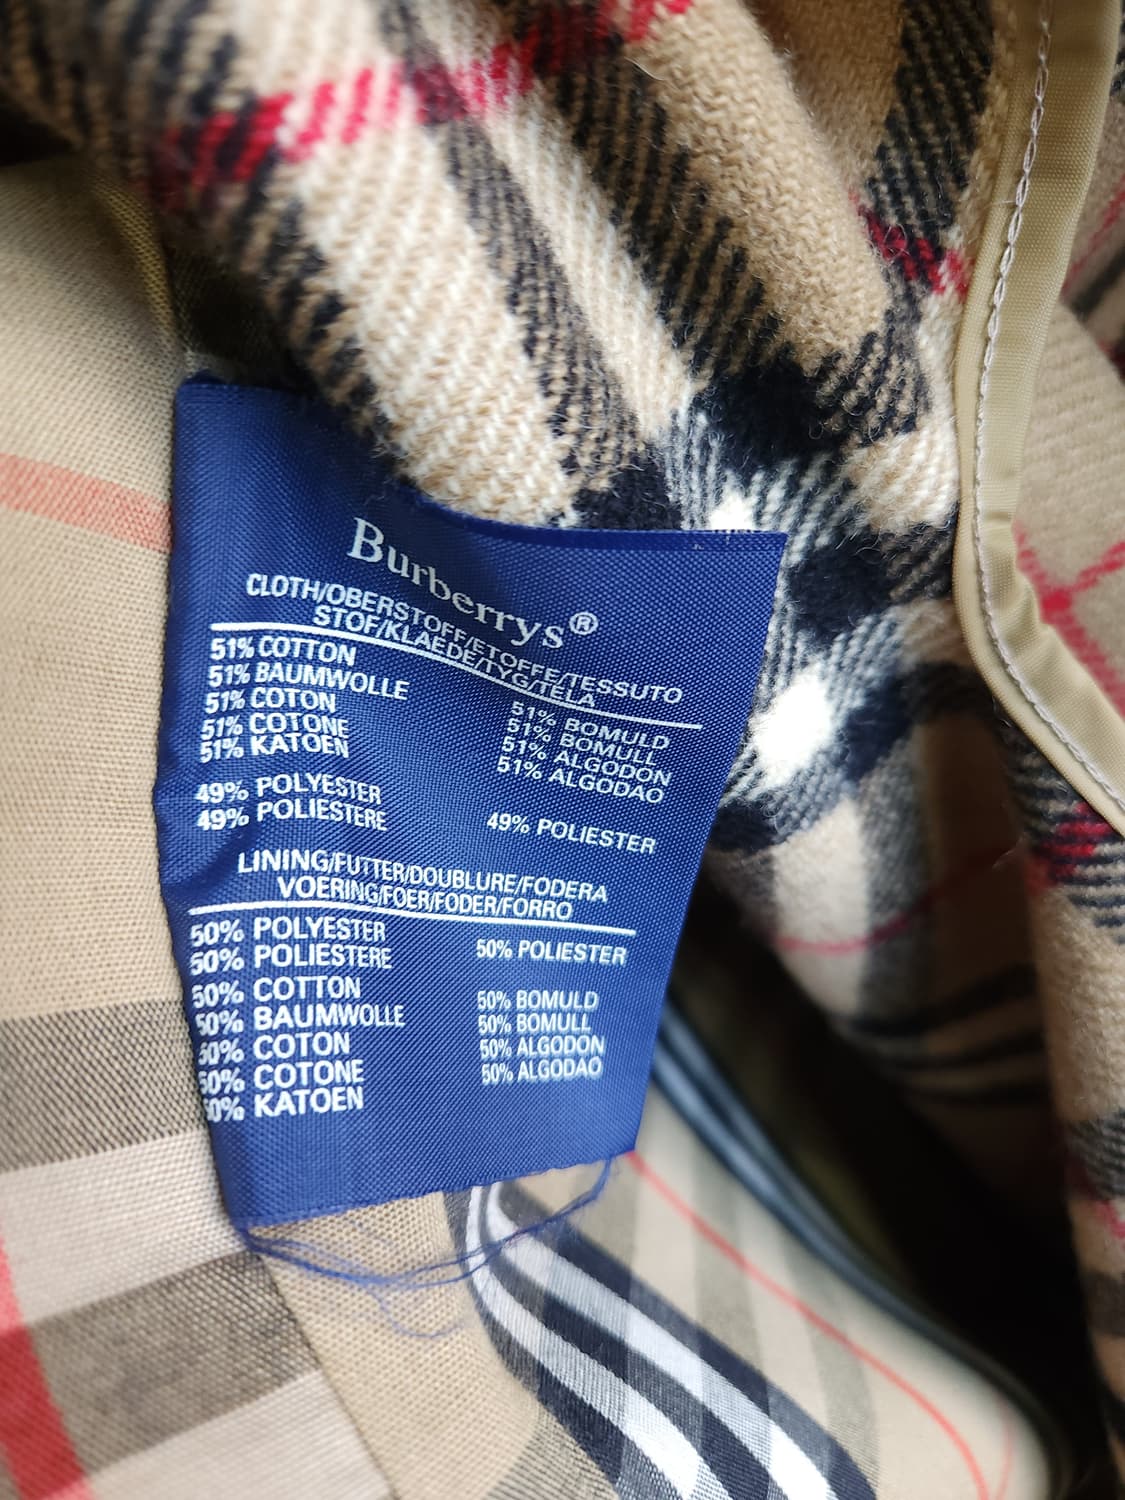 Burberrys®
CLOTH/OBERSTOFF/ETOFFE/TESSUTO
STOF/KLAEDE/TYG/TELA
51% COTTON
51% BAUMWOLLE
51% COTON
51% COTONE
51% KATOEN
51% BOMULD
51% BOMULL
51% ALGODON
51% ALGODAO
49% POLYESTER
49% POLIESTERE
49% POLIESTER
LINING/FUTTER/DOUBLURE/FODERA
VOERING/FOER/FODER/FORRO
50% POLYESTER
50% POLIESTERE
50% POLIESTER
50% COTTON
50% BAUMWOLLE
50% COTON
50% COTONE
50% KATOEN
50% BOMULD
50% BOMULL
50% ALGODÓN
50% ALGODAO